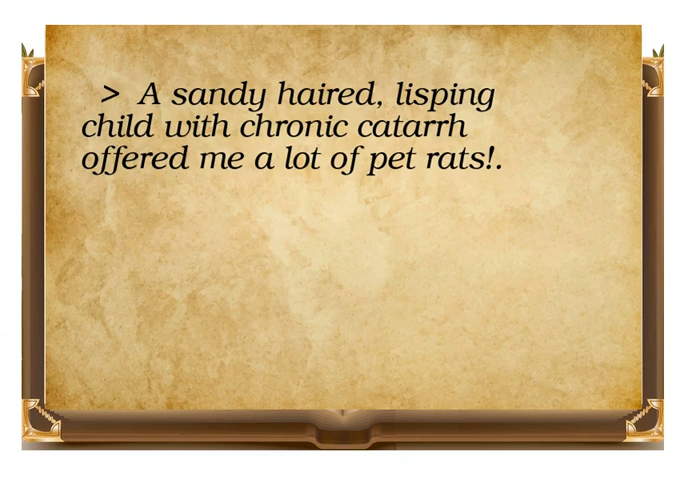 > A sandy haired, lisping
child with chronic catarrh
offered me a lot of pet rats!.